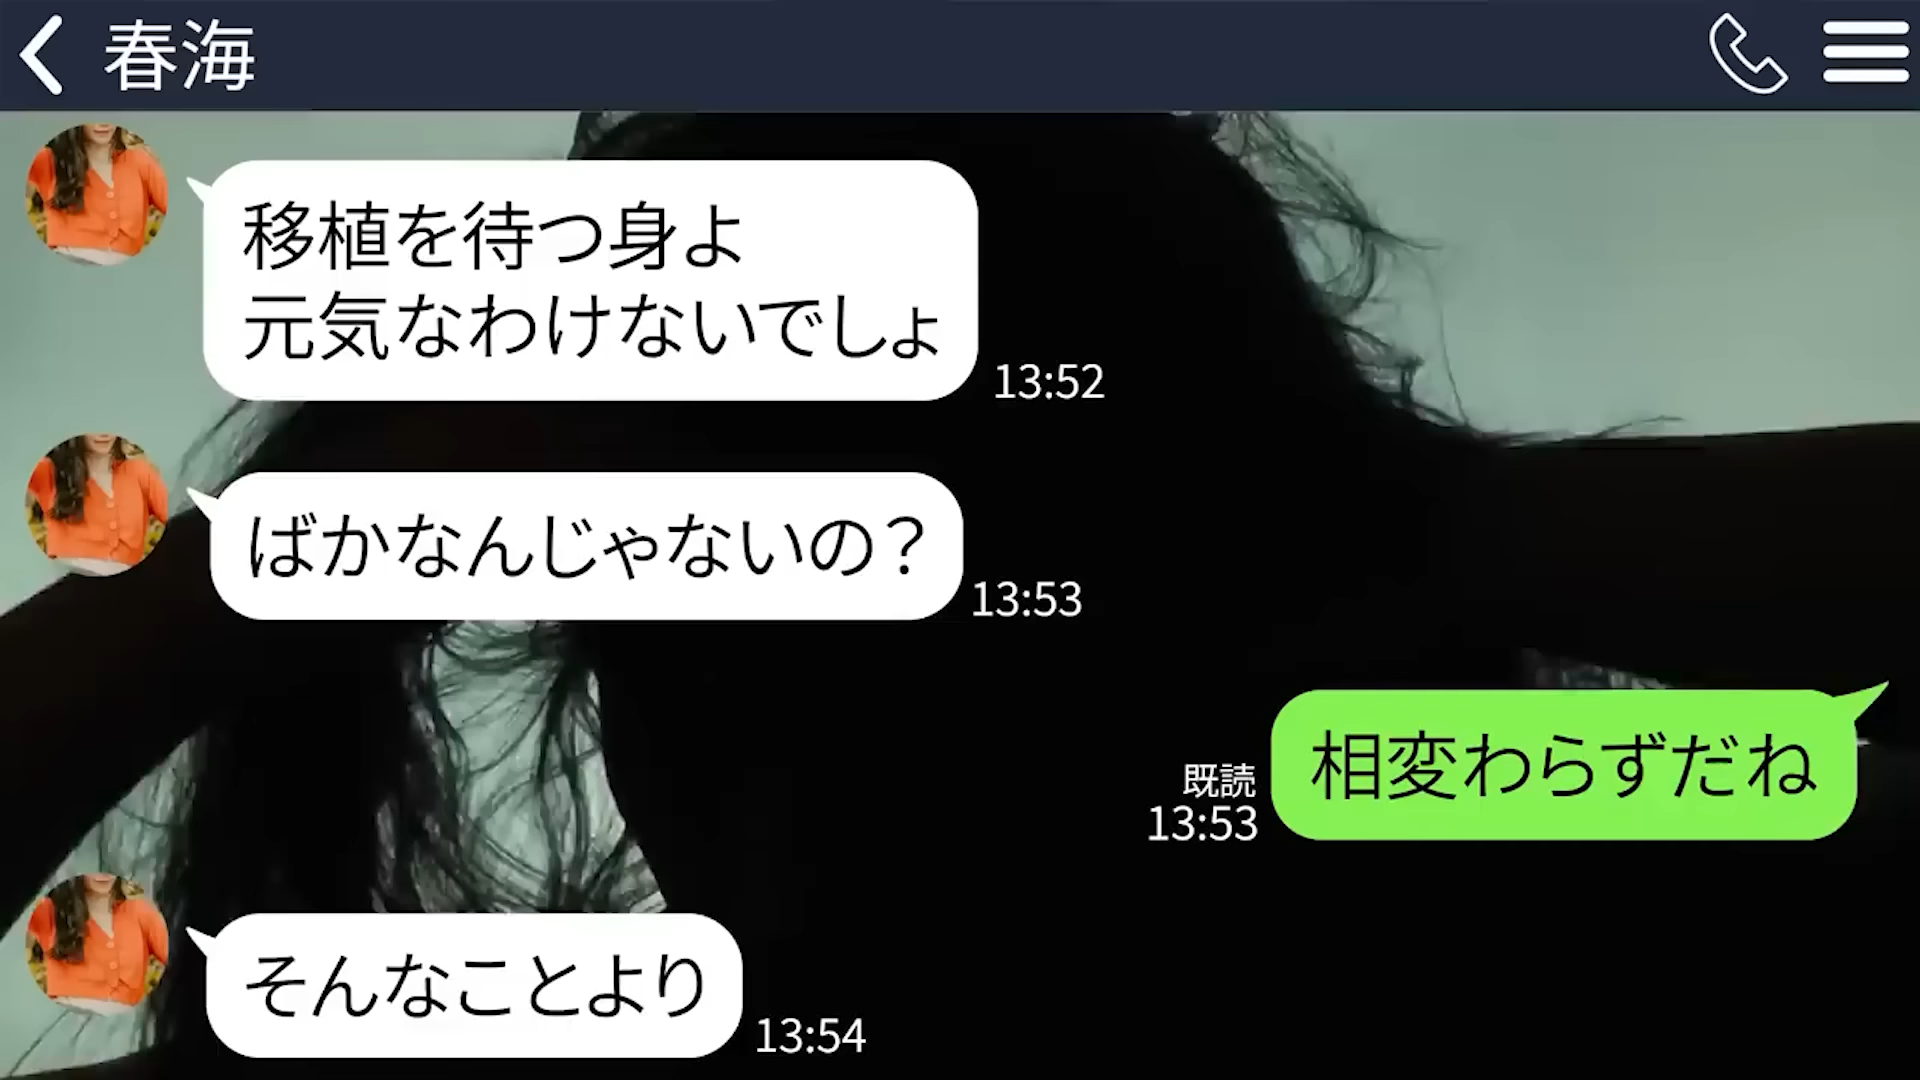 春海
移植を待つ身よ
元気なわけないでしょ
13:52
ばかなんじゃないの？
13:53
相変わらずだね
既読
13:53
そんなことより
13:54